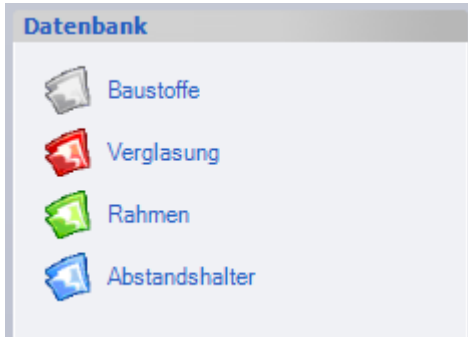 Datenbank
Baustoffe
Verglasung
Rahmen
Abstandshalter